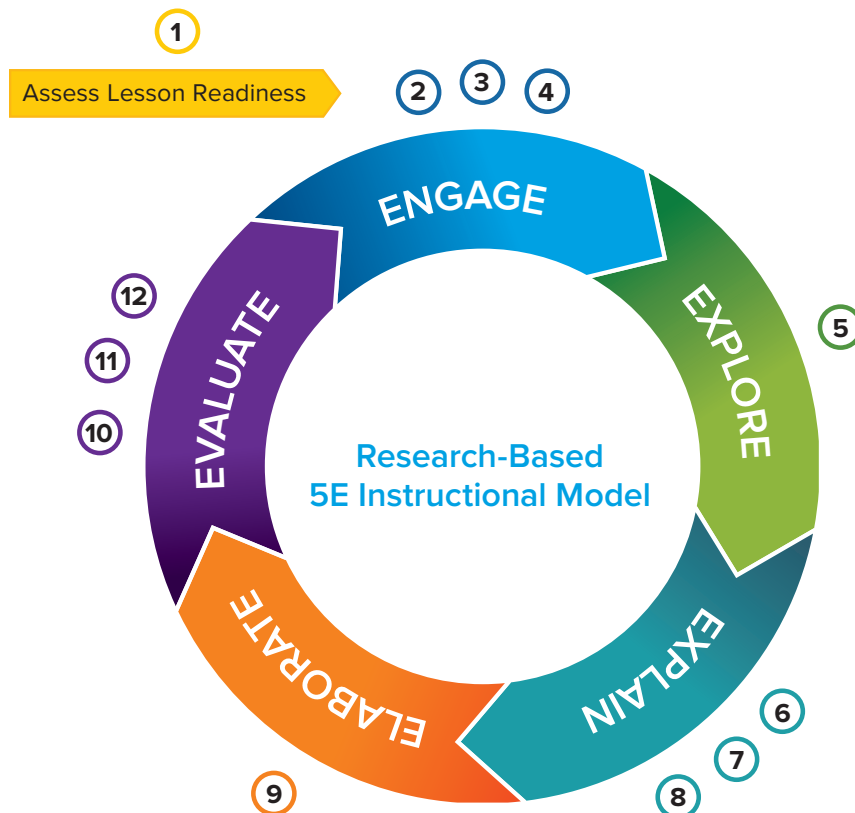 1
Assess Lesson Readiness
2
3
4
ENGAGE
EXPLORE
5
EXPLAIN
6
7
8
ELABORATE
9
EVALUATE
10
11
12
Research-Based
5E Instructional Model